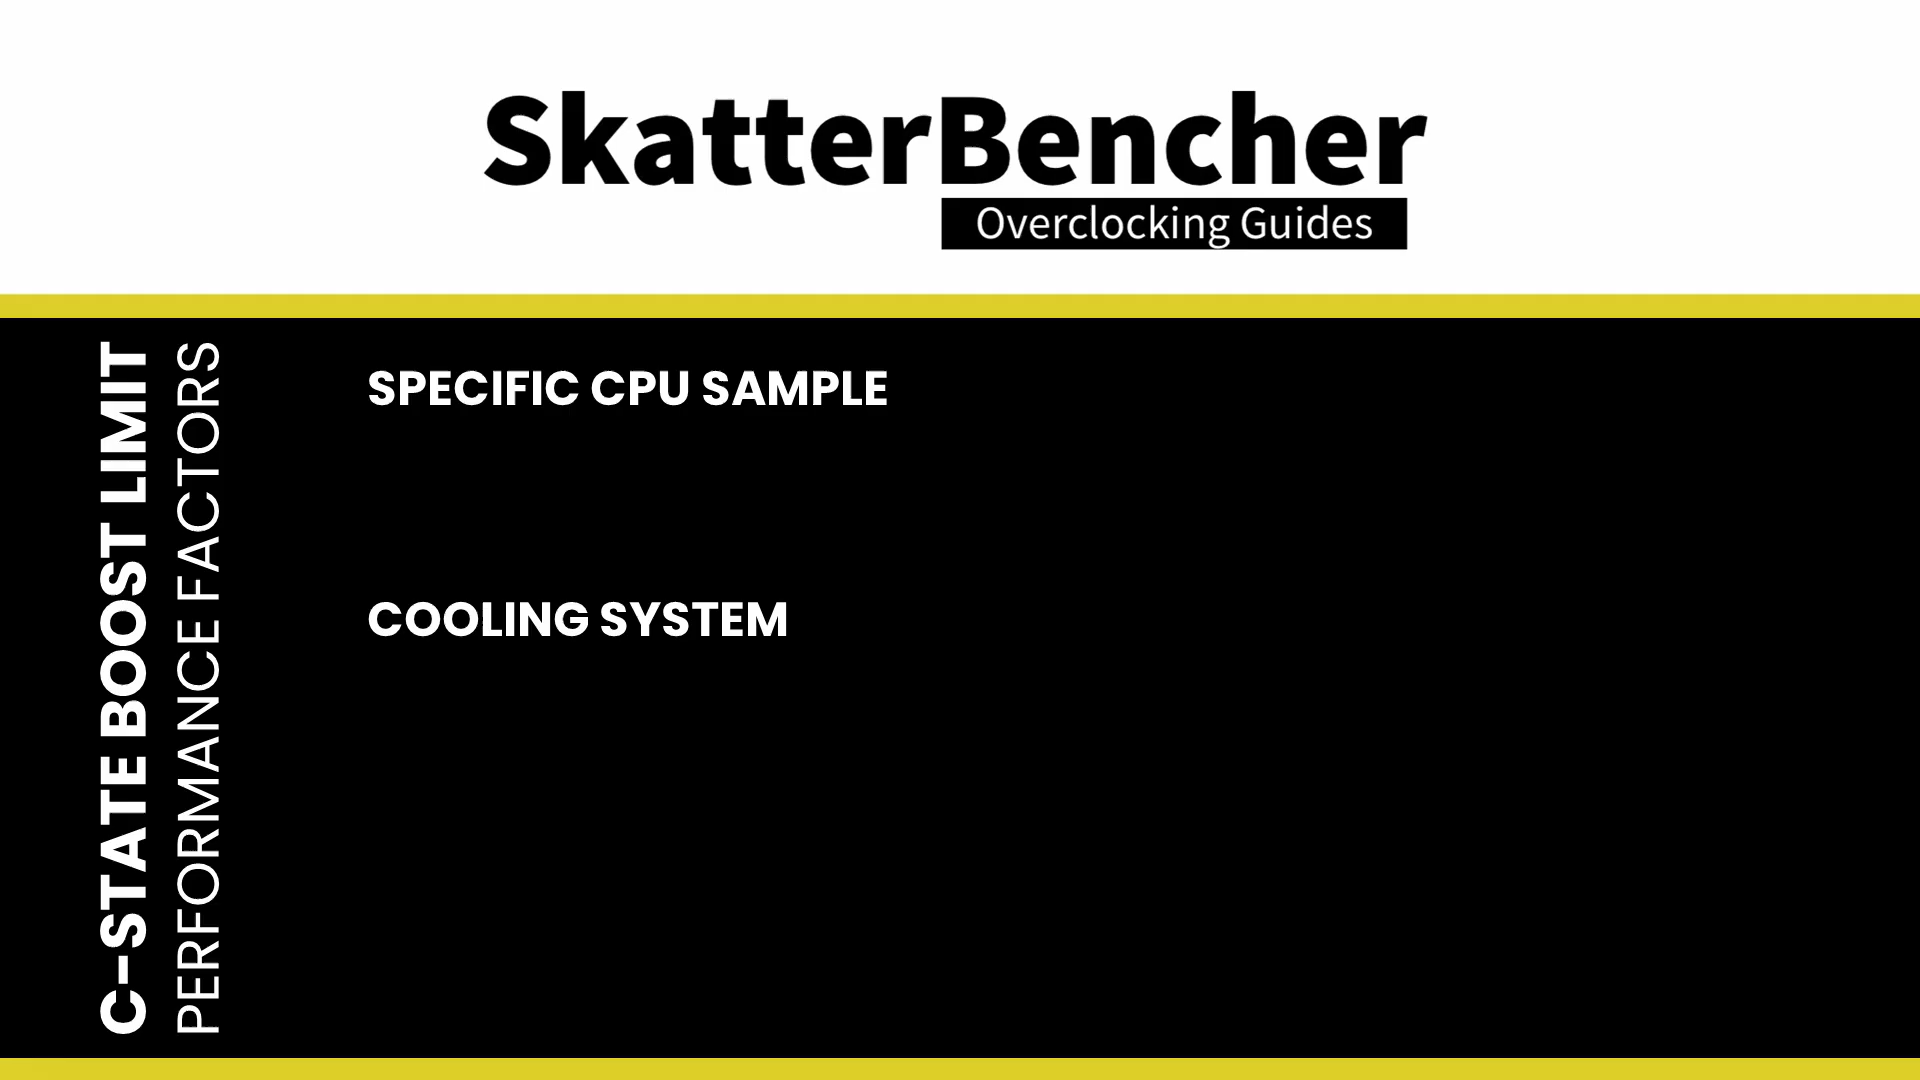 SkatterBencher
Overclocking Guides
C-STATE BOOST LIMIT
PERFORMANCE FACTORS
SPECIFIC CPU SAMPLE
COOLING SYSTEM